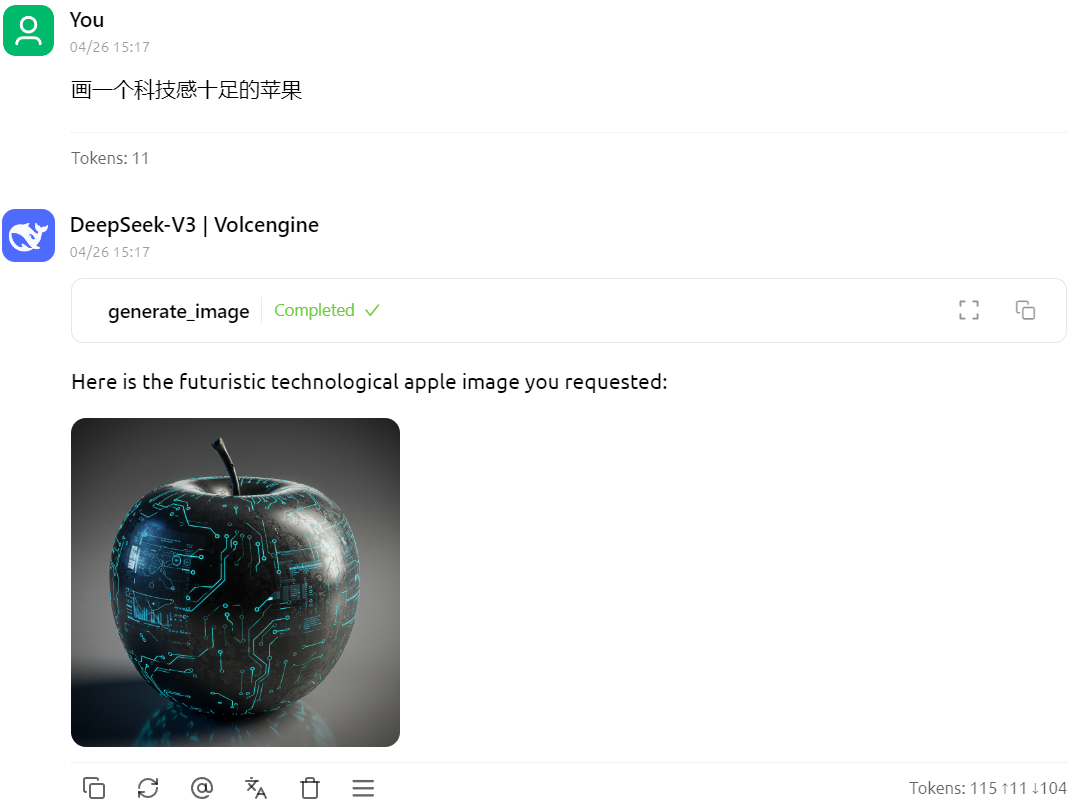 You
04/26 15:17
画一个科技感十足的苹果
Tokens: 11
DeepSeek-V3 | Volcengine
04/26 15:17
generate_image Completed
Here is the futuristic technological apple image you requested:
Tokens: 115 ↑11 ↓104